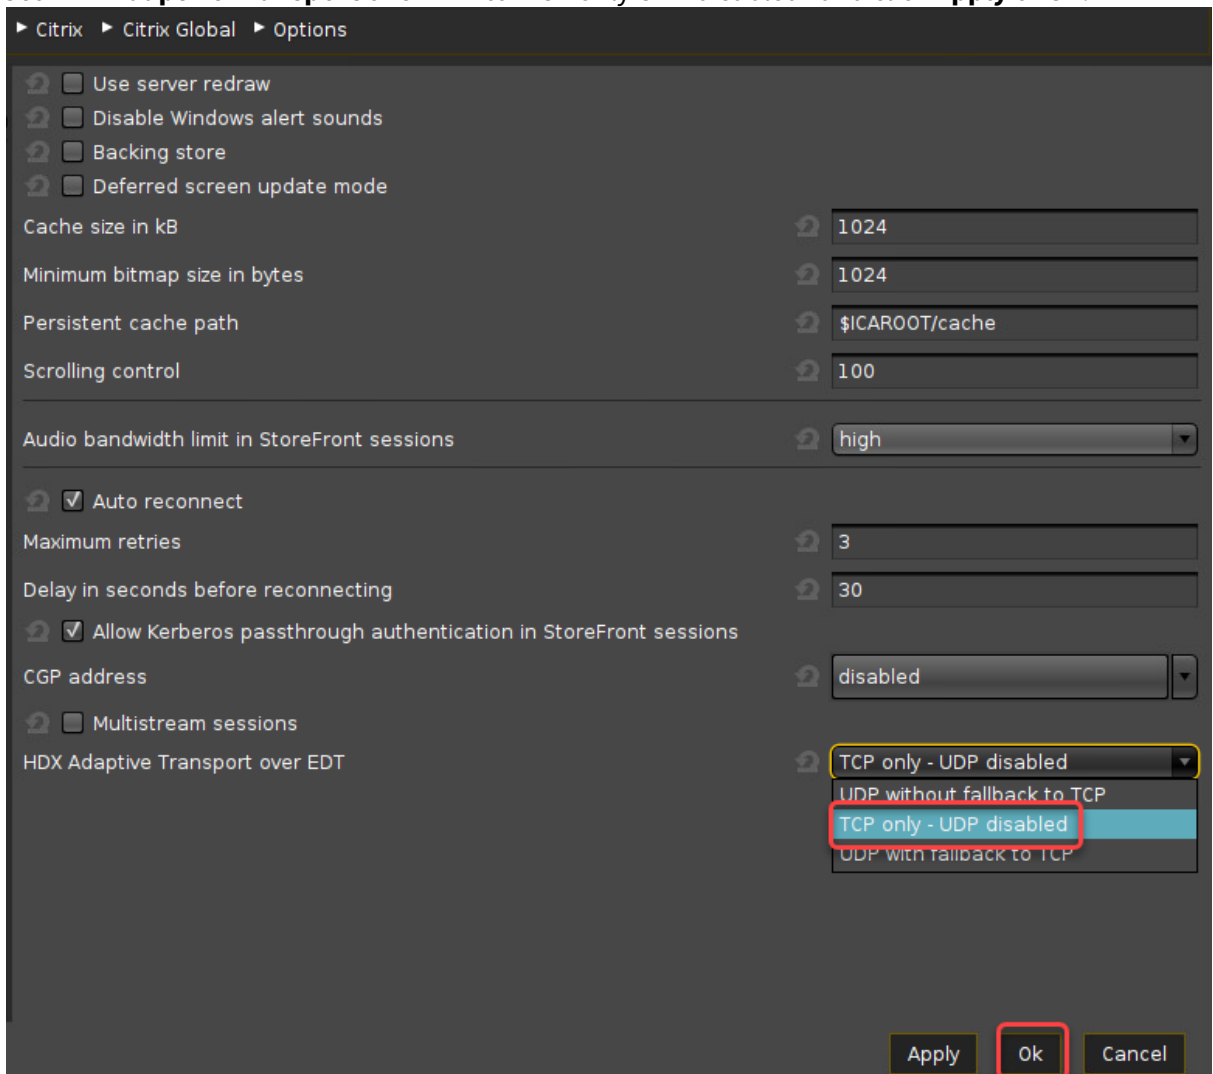 Citrix Citrix Global Options
Use server redraw
Disable Windows alert sounds
Backing store
Deferred screen update mode
Cache size in kB 1024
Minimum bitmap size in bytes 1024
Persistent cache path $ICAROOT/cache
Scrolling control 100
Audio bandwidth limit in StoreFront sessions high
Auto reconnect
Maximum retries 3
Delay in seconds before reconnecting 30
Allow Kerberos passthrough authentication in StoreFront sessions
CGP address disabled
Multistream sessions
HDX Adaptive Transport over EDT TCP only - UDP disabled
UDP without fallback to TCP
TCP only - UDP disabled
UDP with fallback to TCP
Apply Ok Cancel